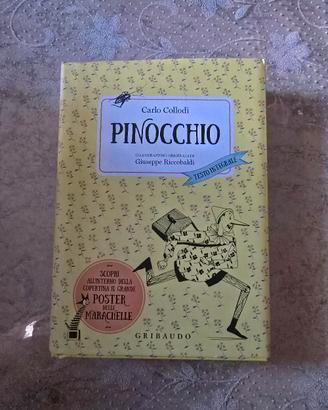 Carlo Collodi
PINOCCHIO
ILLUSTRAZIONI ORIGINALI DI
Giuseppe Riccobaldi
TESTO INTEGRALE
SCOPRI
ALL'INTERNO DELLA
COPERTINA IL GRANDE
POSTER
DELLE
MARACHELLE
GRIBAUDO